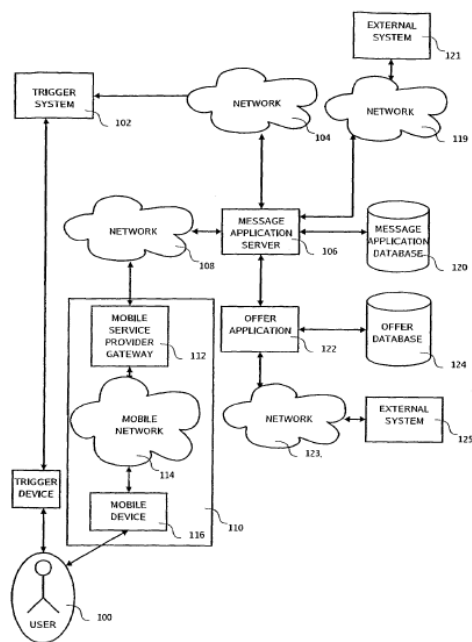 EXTERNAL
SYSTEM
121
TRIGGER
SYSTEM
102
NETWORK
104
NETWORK
119
NETWORK
108
MESSAGE
APPLICATION
SERVER
106
MESSAGE
APPLICATION
DATABASE
120
MOBILE
SERVICE
PROVIDER
GATEWAY
112
OFFER
APPLICATION
122
OFFER
DATABASE
124
MOBILE
NETWORK
114
NETWORK
123
EXTERNAL
SYSTEM
125
TRIGGER
DEVICE
MOBILE
DEVICE
116
110
USER
100